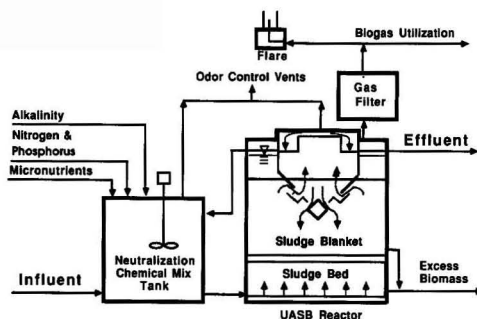 Biogas Utilization
Flare
Odor Control Vents
Gas
Filter
Alkalinity
Nitrogen &
Phosphorus
Micronutrients
Effluent
Neutralization
Chemical Mix
Tank
Sludge Blanket
Sludge Bed
Influent
Excess
Biomass
UASB Reactor